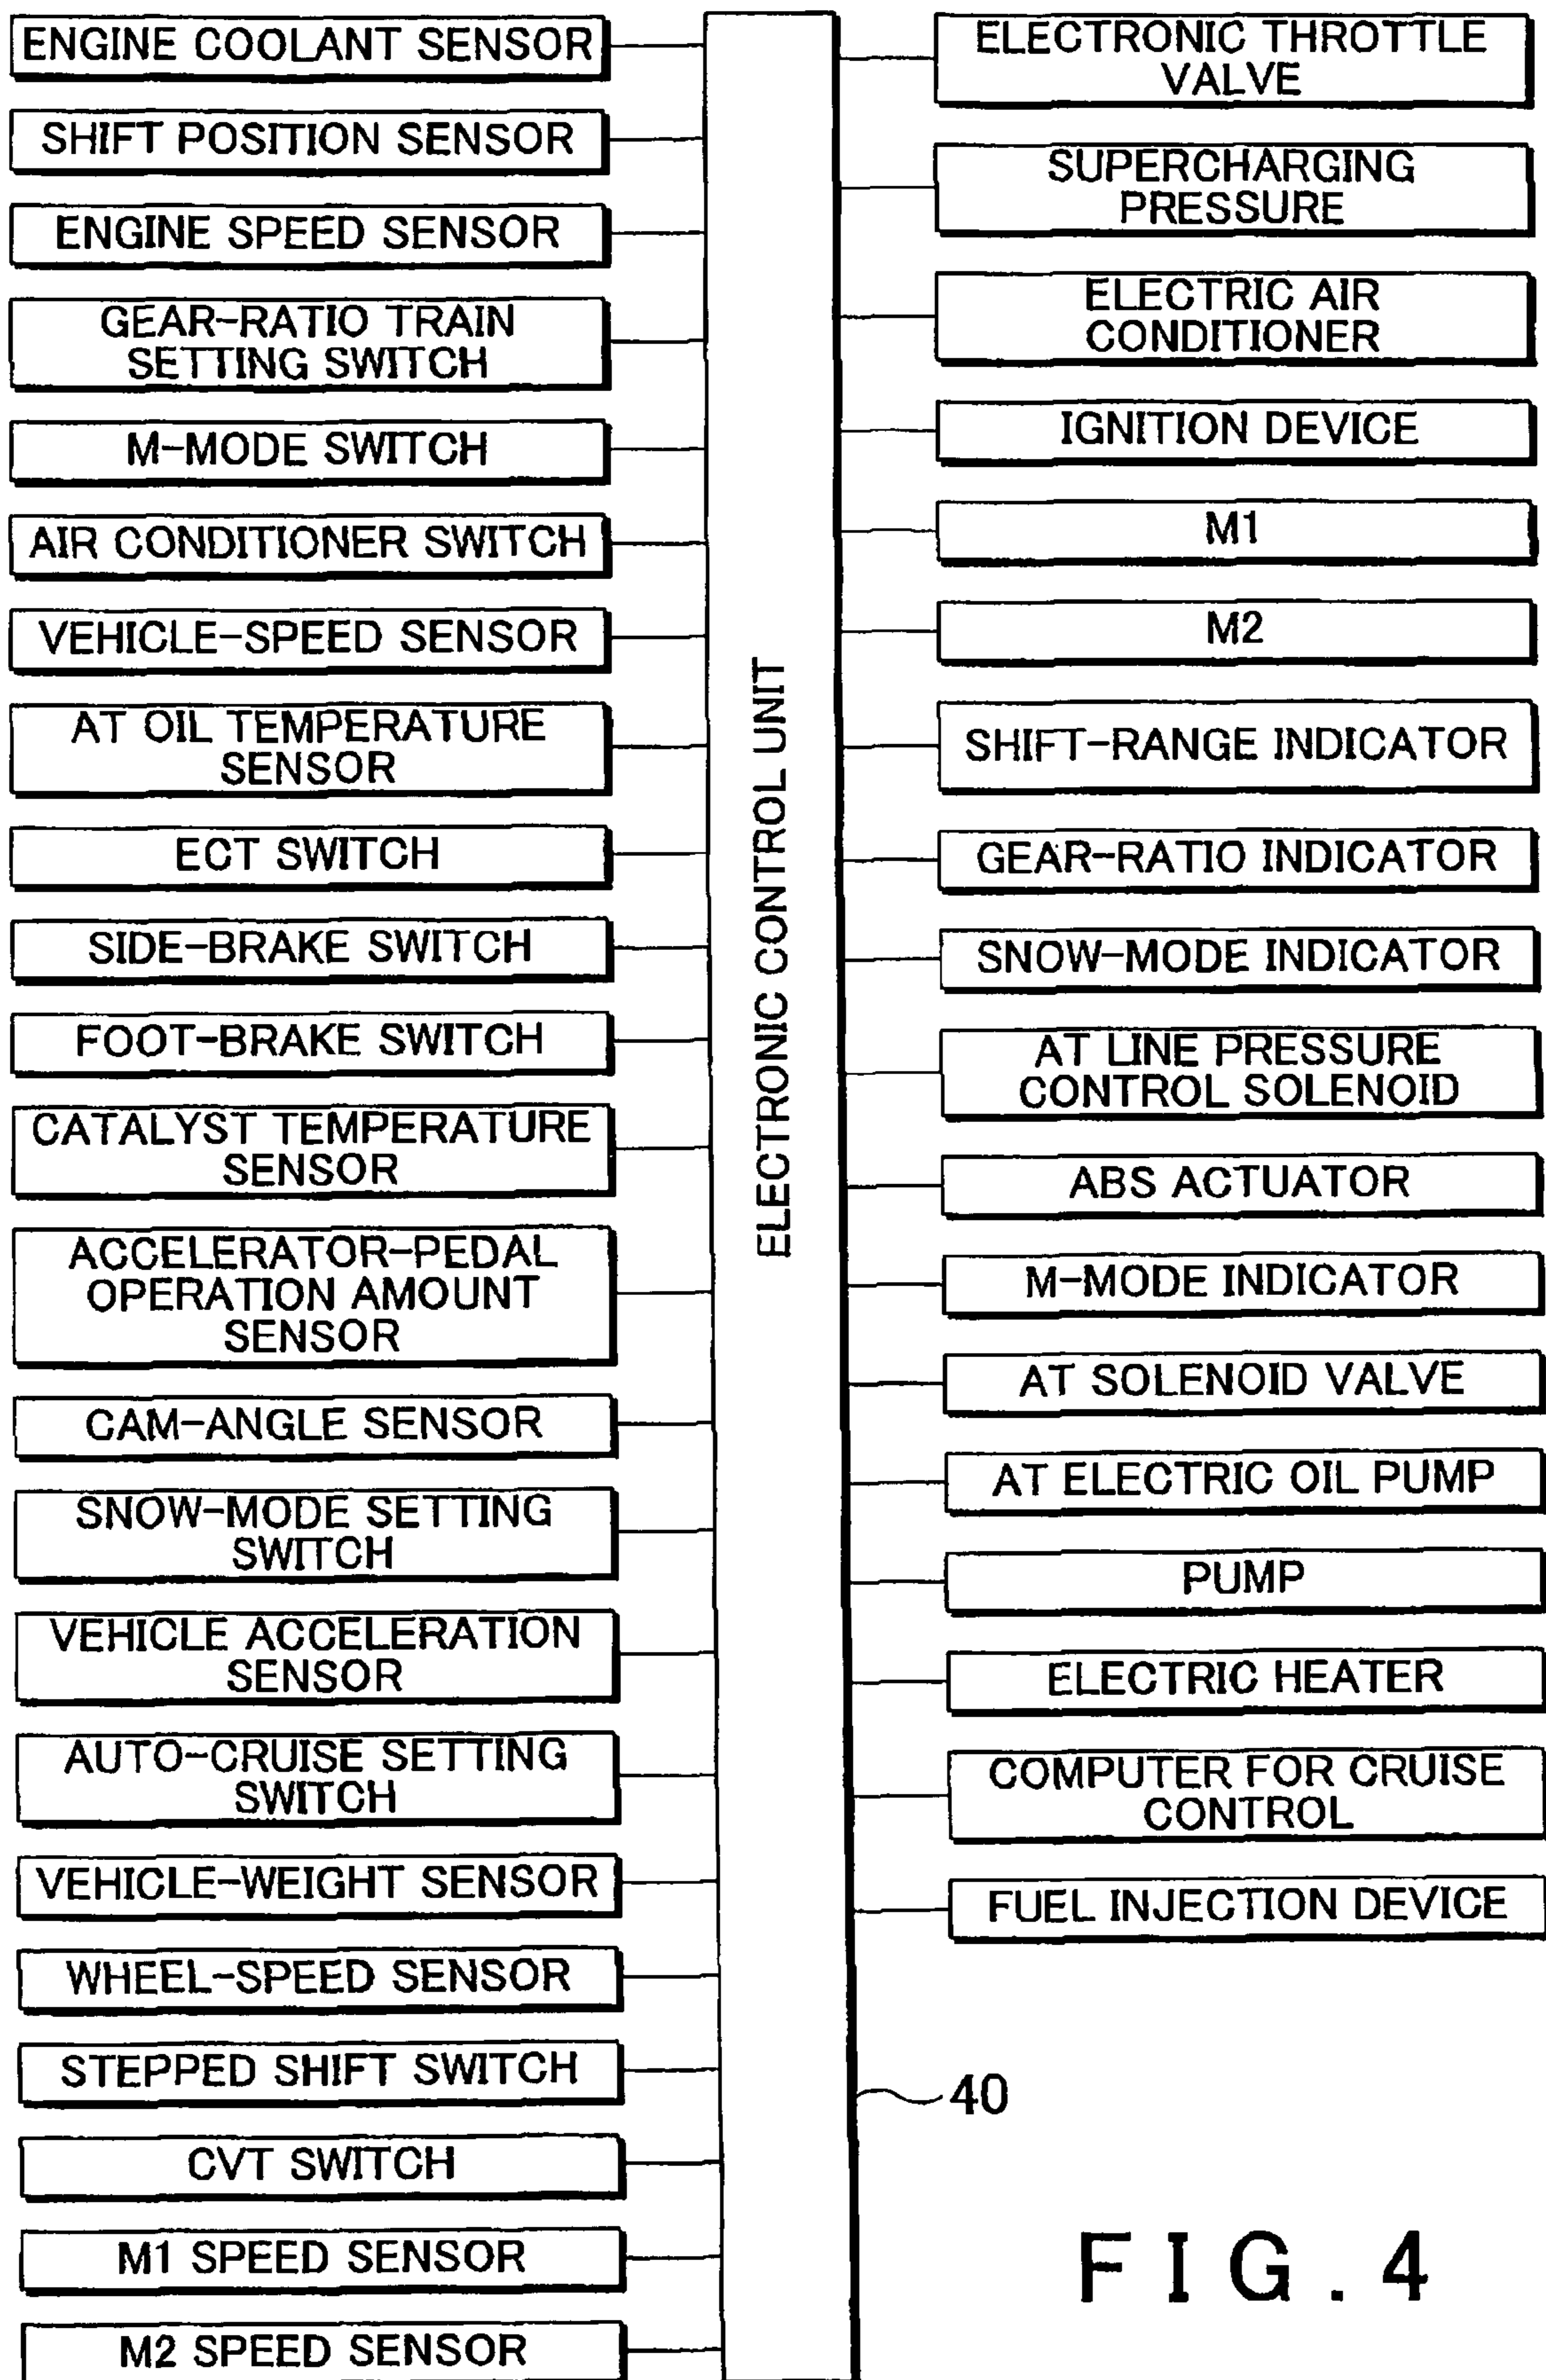 ENGINE COOLANT SENSOR
SHIFT POSITION SENSOR
ENGINE SPEED SENSOR
GEAR-RATIO TRAIN
SETTING SWITCH
M-MODE SWITCH
AIR CONDITIONER SWITCH
VEHICLE-SPEED SENSOR
AT OIL TEMPERATURE
SENSOR
ECT SWITCH
SIDE-BRAKE SWITCH
FOOT-BRAKE SWITCH
CATALYST TEMPERATURE
SENSOR
ACCELERATOR-PEDAL
OPERATION AMOUNT
SENSOR
CAM-ANGLE SENSOR
SNOW-MODE SETTING
SWITCH
VEHICLE ACCELERATION
SENSOR
AUTO-CRUISE SETTING
SWITCH
VEHICLE-WEIGHT SENSOR
WHEEL-SPEED SENSOR
STEPPED SHIFT SWITCH
CVT SWITCH
M1 SPEED SENSOR
M2 SPEED SENSOR
ELECTRONIC CONTROL UNIT
ELECTRONIC THROTTLE
VALVE
SUPERCHARGING
PRESSURE
ELECTRIC AIR
CONDITIONER
IGNITION DEVICE
M1
M2
SHIFT-RANGE INDICATOR
GEAR-RATIO INDICATOR
SNOW-MODE INDICATOR
AT LINE PRESSURE
CONTROL SOLENOID
ABS ACTUATOR
M-MODE INDICATOR
AT SOLENOID VALVE
AT ELECTRIC OIL PUMP
PUMP
ELECTRIC HEATER
COMPUTER FOR CRUISE
CONTROL
FUEL INJECTION DEVICE
40
FIG. 4